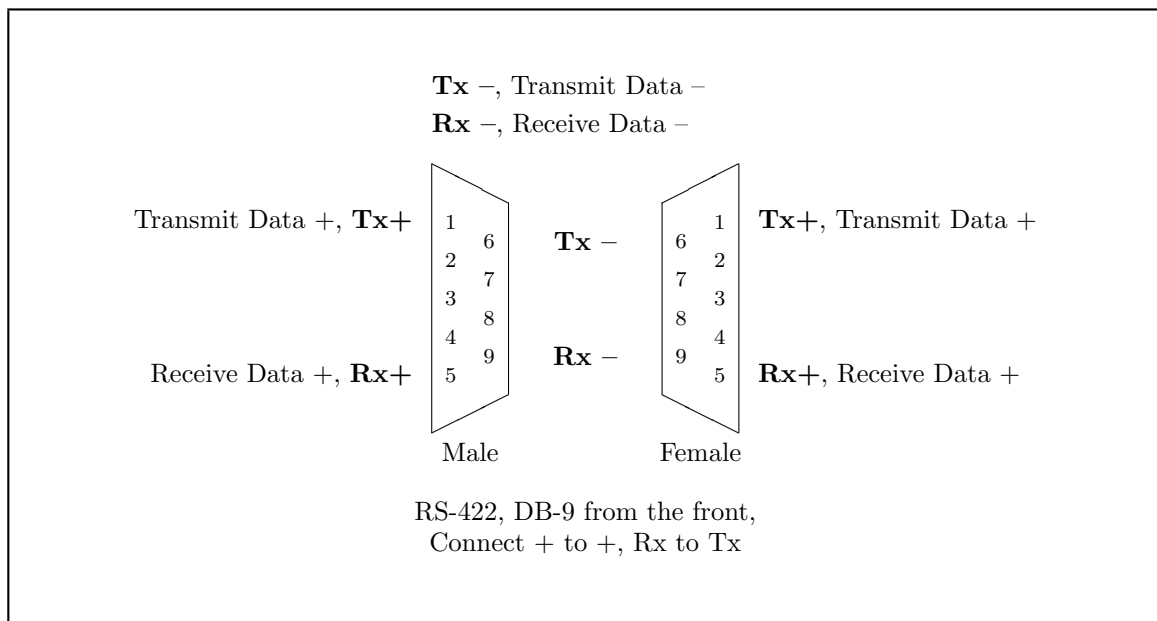 Tx –, Transmit Data –
Rx –, Receive Data –
Transmit Data +, Tx+ 1 1 Tx+, Transmit Data +
6 Tx – 6
2 2
7 7
3 3
8 8
4 4
9 Rx – 9
Receive Data +, Rx+ 5 5 Rx+, Receive Data +
Male Female
RS-422, DB-9 from the front,
Connect + to +, Rx to Tx